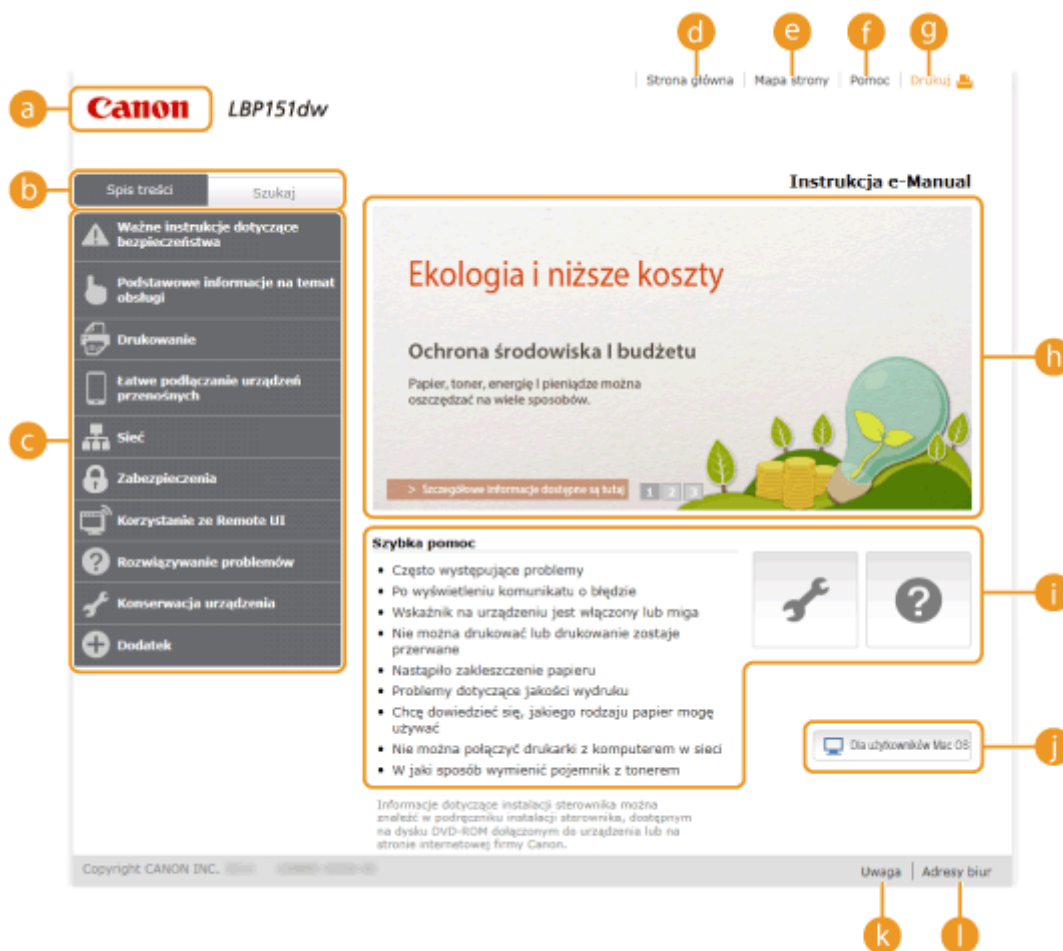 d e f g
Strona główna Mapa strony Pomoc Drukuj
a
Canon LBP151dw
b
Spis treści Szukaj
Instrukcja e-Manual
c
Ważne instrukcje dotyczące
bezpieczeństwa
Podstawowe informacje na temat
obsługi
Drukowanie
Łatwe podłączanie urządzeń
przenośnych
Sieć
Zabezpieczenia
Korzystanie ze Remote UI
Rozwiązywanie problemów
Konserwacja urządzenia
Dodatek
Ekologia i niższe koszty
Ochrona środowiska I budżetu
Papier, toner, energię I pieniądze można
oszczędzać na wiele sposobów.
> Szczegółowe informacje dostępne są tutaj 1 2 3
h
Szybka pomoc
• Często występujące problemy
• Po wyświetleniu komunikatu o błędzie
• Wskaźnik na urządzeniu jest włączony lub miga
• Nie można drukować lub drukowanie zostaje
przerwane
• Nastąpiło zakleszczenie papieru
• Problemy dotyczące jakości wydruku
• Chcę dowiedzieć się, jakiego rodzaju papier mogę
używać
• Nie można połączyć drukarki z komputerem w sieci
• W jaki sposób wymienić pojemnik z tonerem
?
i
Dla użytkowników Mac OS
j
Informacje dotyczące instalacji sterownika można
znaleźć w podręczniku instalacji sterownika, dostępnym
na dysku DVD-ROM dołączonym do urządzenia lub na
stronie internetowej firmy Canon.
Copyright CANON INC.
Uwaga Adresy biur
k l